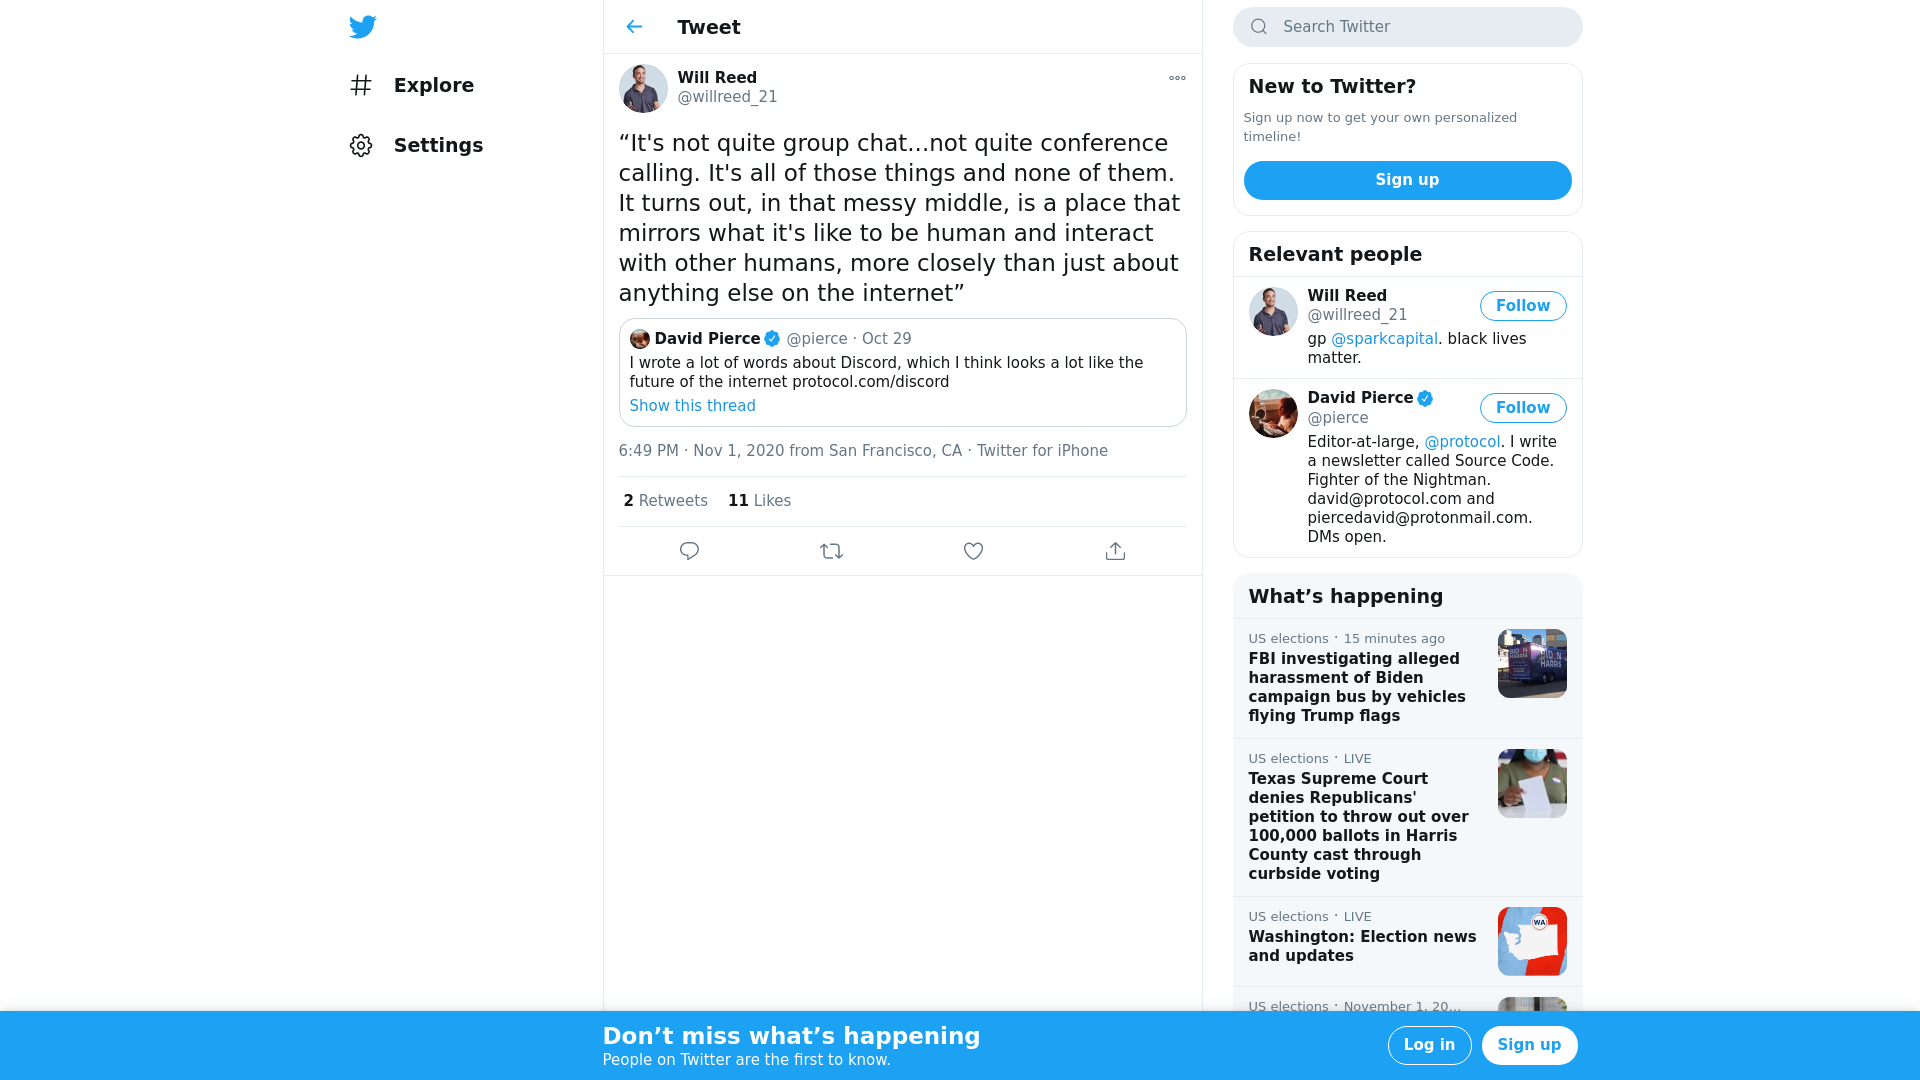 Explore
Settings
Tweet
Will Reed
@willreed_21
“It's not quite group chat...not quite conference
calling. It's all of those things and none of them.
It turns out, in that messy middle, is a place that
mirrors what it's like to be human and interact
with other humans, more closely than just about
anything else on the internet”
David Pierce @pierce · Oct 29
I wrote a lot of words about Discord, which I think looks a lot like the
future of the internet protocol.com/discord
Show this thread
6:49 PM · Nov 1, 2020 from San Francisco, CA · Twitter for iPhone
2 Retweets 11 Likes
Search Twitter
New to Twitter?
Sign up now to get your own personalized
timeline!
Sign up
Relevant people
Will Reed
@willreed_21
Follow
gp @sparkcapital. black lives
matter.
David Pierce
@pierce
Follow
Editor-at-large, @protocol. I write
a newsletter called Source Code.
Fighter of the Nightman.
david@protocol.com and
piercedavid@protonmail.com.
DMs open.
What’s happening
US elections · 15 minutes ago
FBI investigating alleged
harassment of Biden
campaign bus by vehicles
flying Trump flags
US elections · LIVE
Texas Supreme Court
denies Republicans'
petition to throw out over
100,000 ballots in Harris
County cast through
curbside voting
US elections · LIVE
Washington: Election news
and updates
WA
US elections · November 1, 20...
Don’t miss what’s happening
People on Twitter are the first to know.
Log in
Sign up